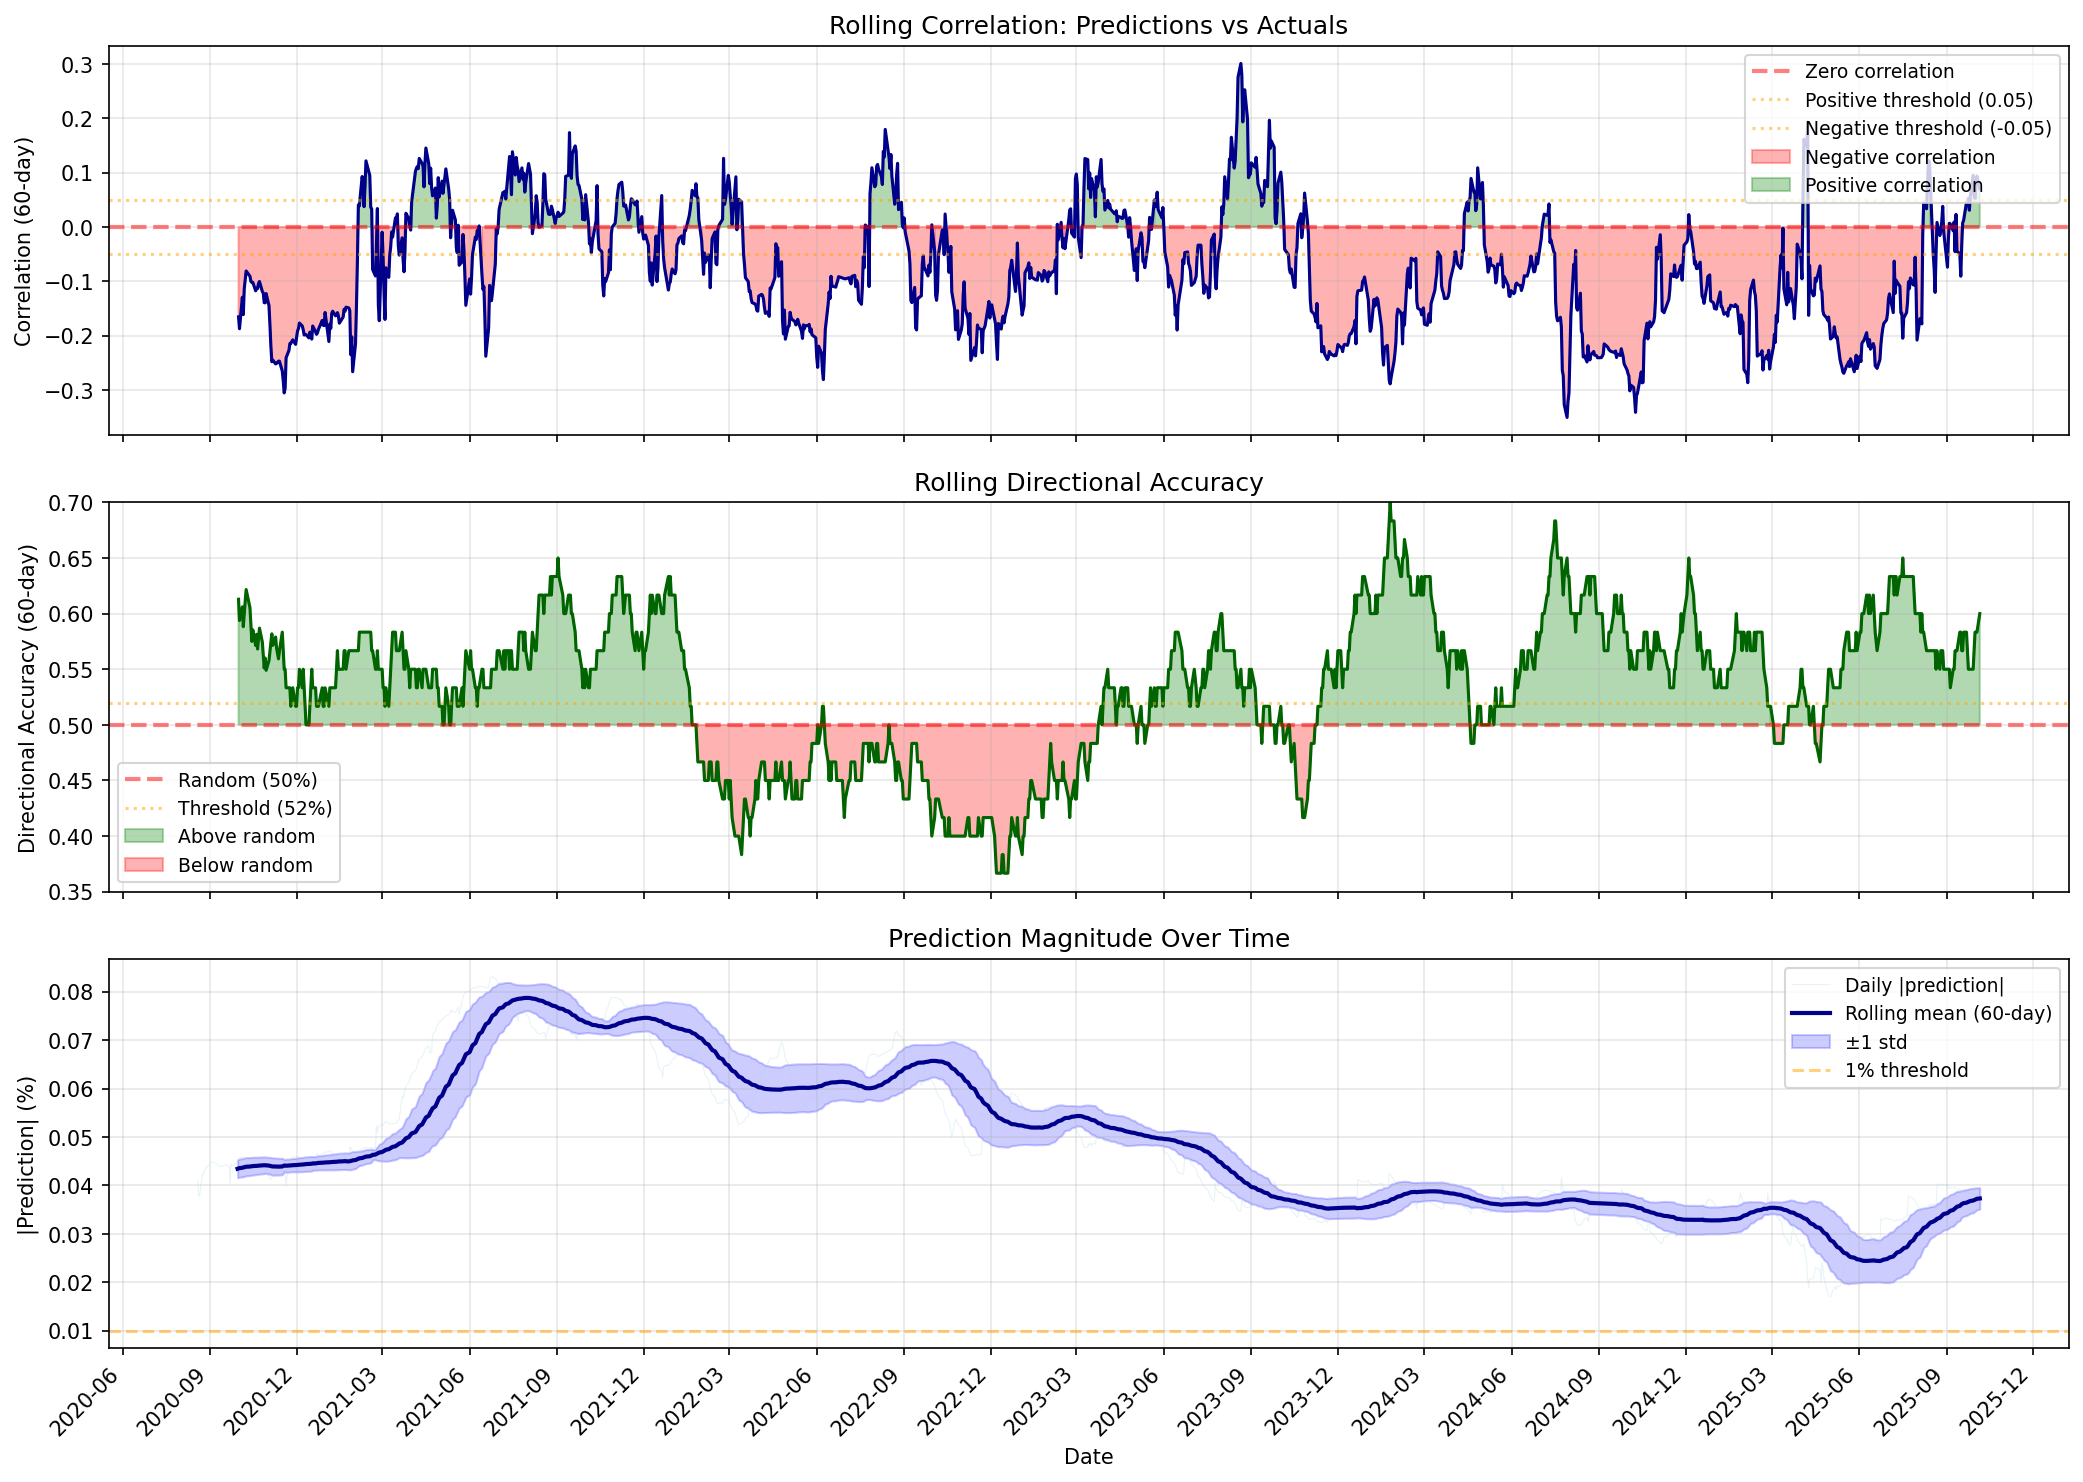 Rolling Correlation: Predictions vs Actuals
Correlation (60-day)
0.3
0.2
0.1
0.0
−0.1
−0.2
−0.3
Zero correlation
Positive threshold (0.05)
Negative threshold (-0.05)
Negative correlation
Positive correlation
Rolling Directional Accuracy
Directional Accuracy (60-day)
0.70
0.65
0.60
0.55
0.50
0.45
0.40
0.35
Random (50%)
Threshold (52%)
Above random
Below random
Prediction Magnitude Over Time
|Prediction| (%)
0.08
0.07
0.06
0.05
0.04
0.03
0.02
0.01
Daily |prediction|
Rolling mean (60-day)
±1 std
1% threshold
2020-06
2020-09
2020-12
2021-03
2021-06
2021-09
2021-12
2022-03
2022-06
2022-09
2022-12
2023-03
2023-06
2023-09
2023-12
2024-03
2024-06
2024-09
2024-12
2025-03
2025-06
2025-09
2025-12
Date